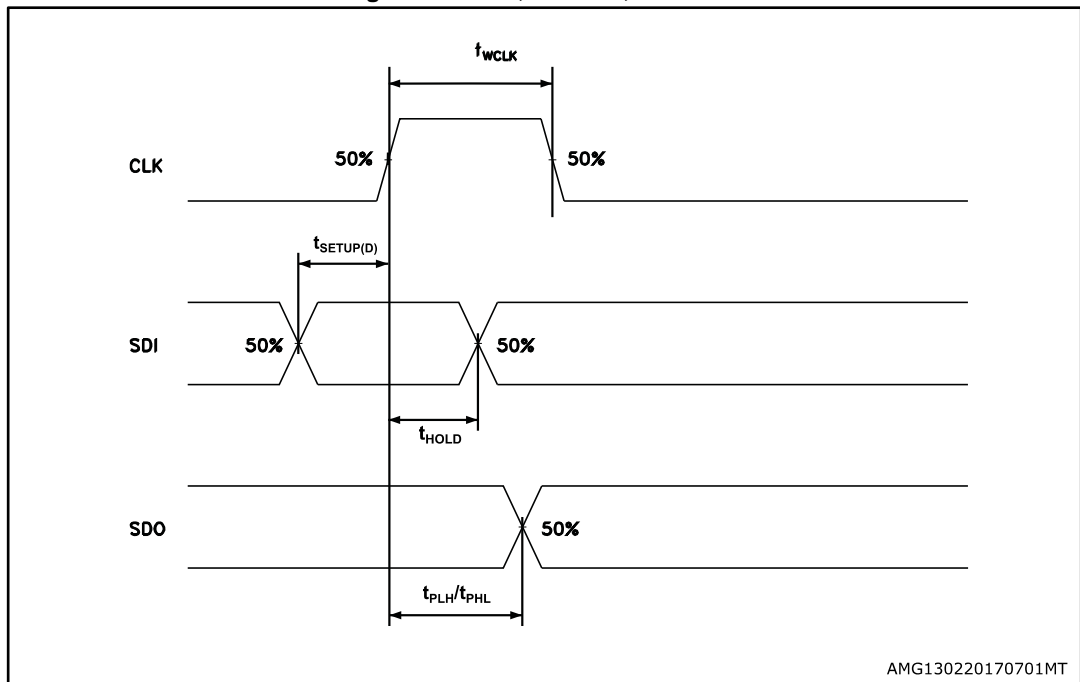 tWCLK
50%
50%
CLK
tSETUP(D)
SDI
50%
50%
tHOLD
SDO
50%
tPLH/tPHL
AMG130220170701MT